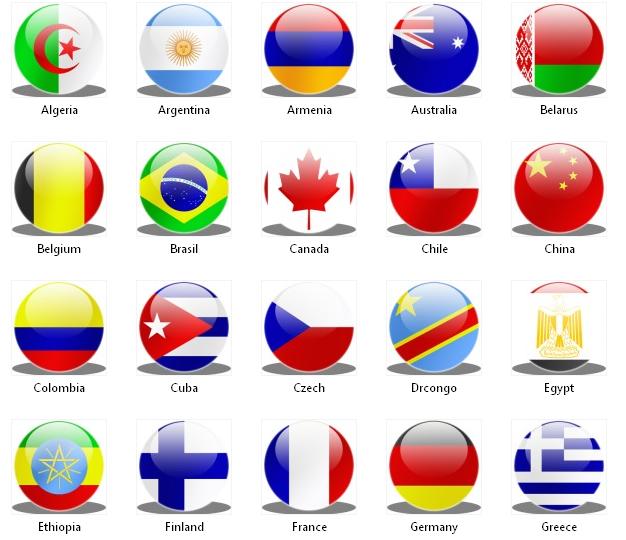 Algeria Argentina Armenia Australia Belarus
Belgium Brasil Canada Chile China
Colombia Cuba Czech Drcongo Egypt
Ethiopia Finland France Germany Greece